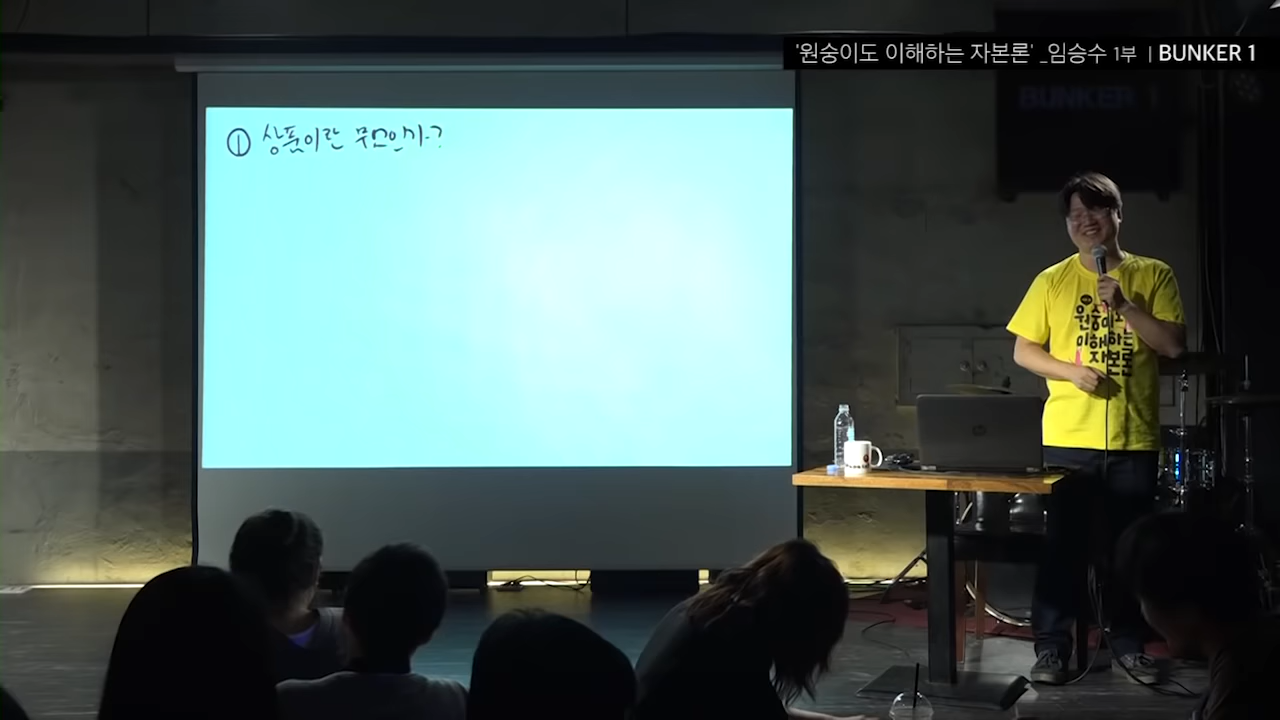 '원숭이도 이해하는 자본론' _임승수 1부 | BUNKER 1
BUNKER 1
① 상품이란 무엇인가?
원숭이도
이해하는
자본론